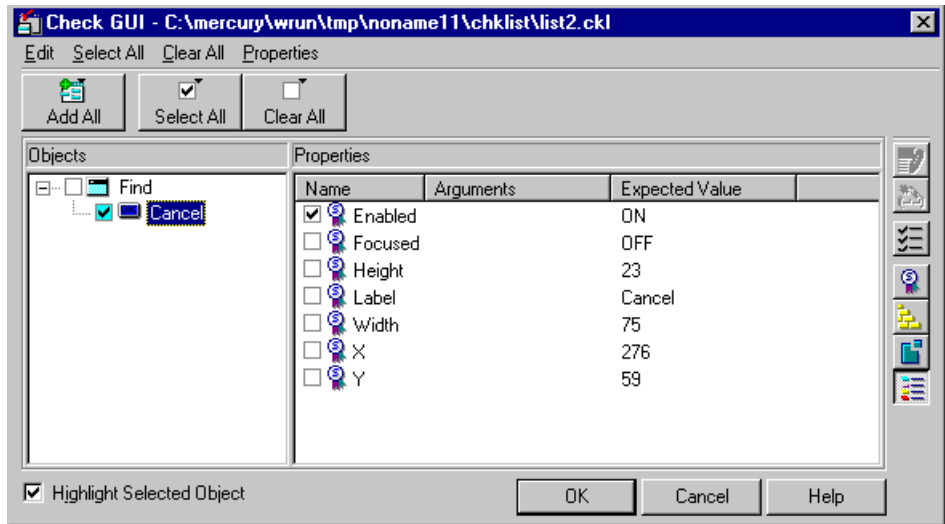 Check GUI - C:\mercury\wrun\tmp\noname11\chklist\list2.ckl
Edit Select All Clear All Properties
Add All Select All Clear All
Objects Properties
Find
Cancel
Name Arguments Expected Value
Enabled ON
Focused OFF
Height 23
Label Cancel
Width 75
X 276
Y 59
Highlight Selected Object
OK Cancel Help